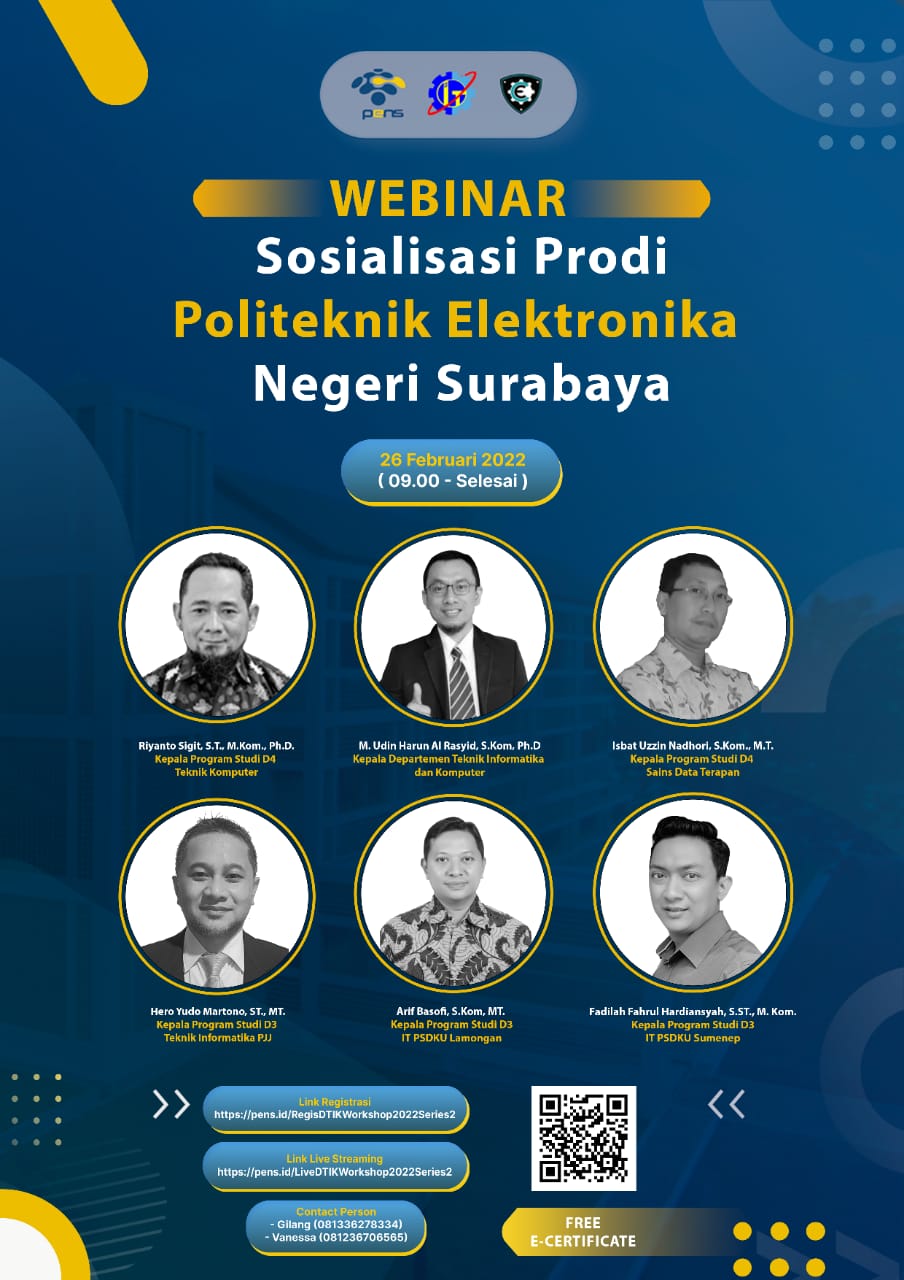 pens
WEBINAR
Sosialisasi Prodi
Politeknik Elektronika
Negeri Surabaya
26 Februari 2022
( 09.00 - Selesai )
Riyanto Sigit, S.T., M.Kom., Ph.D.
Kepala Program Studi D4
Teknik Komputer
M. Udin Harun Al Rasyid, S.Kom, Ph.D
Kepala Departemen Teknik Informatika
dan Komputer
Isbat Uzzin Nadhori, S.Kom., M.T.
Kepala Program Studi D4
Sains Data Terapan
Hero Yudo Martono, ST., MT.
Kepala Program Studi D3
Teknik Informatika PJJ
Arif Basofi, S.Kom, MT.
Kepala Program Studi D3
IT PSDKU Lamongan
Fadilah Fahrul Hardiansyah, S.ST., M. Kom.
Kepala Program Studi D3
IT PSDKU Sumenep
Link Registrasi
https://pens.id/RegisDTIKWorkshop2022Series2
Link Live Streaming
https://pens.id/LiveDTIKWorkshop2022Series2
Contact Person
- Gilang (081336278334)
- Vanessa (081236706565)
FREE
E-CERTIFICATE